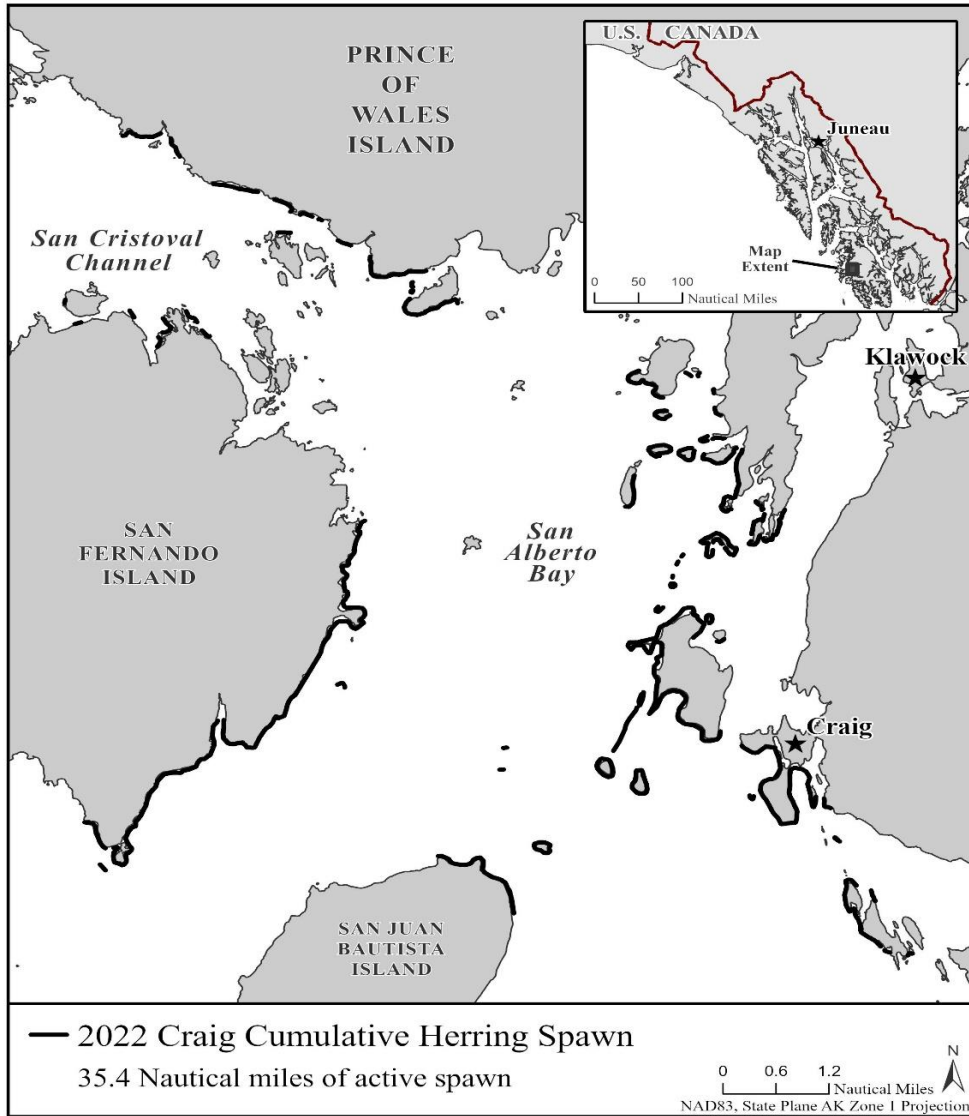 PRINCE
OF
WALES
ISLAND
U.S. CANADA
Juneau
Map
Extent
0 50 100
Nautical Miles
San Cristoval
Channel
Klawock
SAN
FERNANDO
ISLAND
San
Alberto
Bay
Craig
SAN JUAN
BAUTISTA
ISLAND
2022 Craig Cumulative Herring Spawn
35.4 Nautical miles of active spawn
0 0.6 1.2
Nautical Miles
N
NAD83, State Plane AK Zone 1 Projection